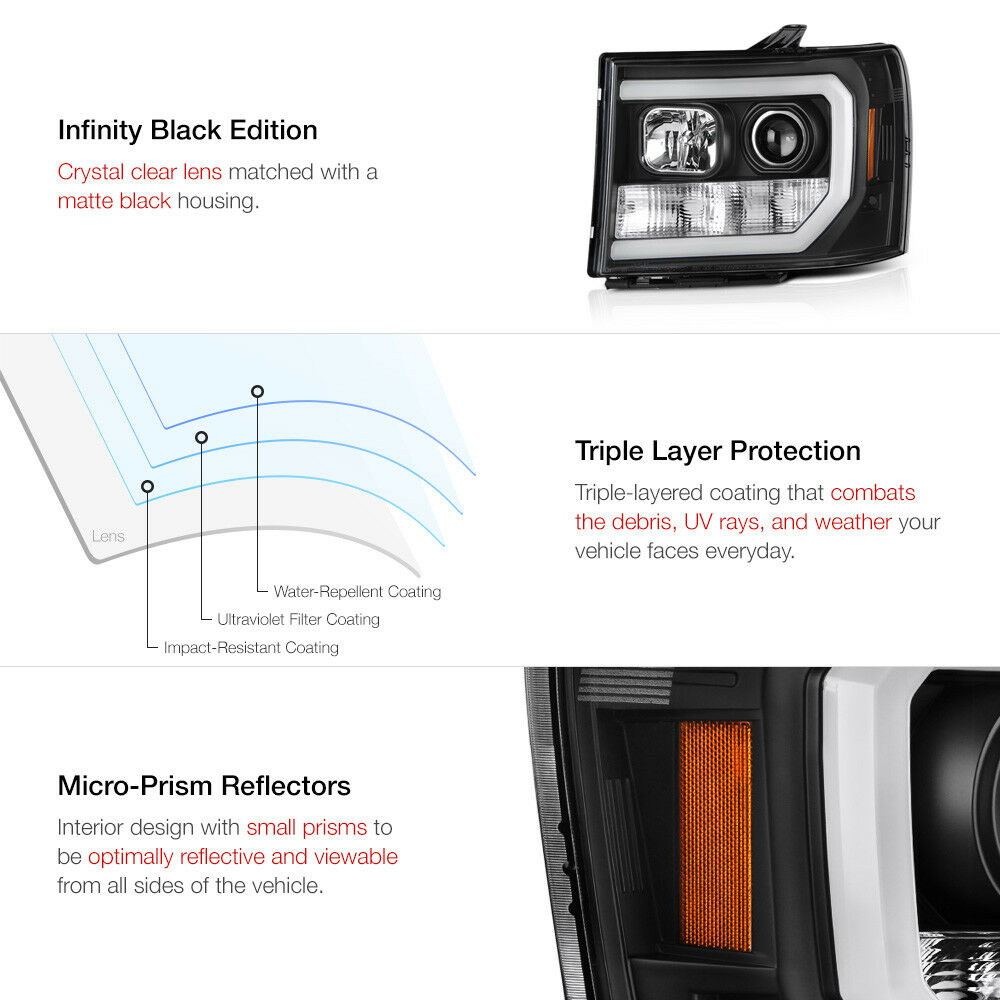 Infinity Black Edition
Crystal clear lens matched with a
matte black housing.
Triple Layer Protection
Triple-layered coating that combats
the debris, UV rays, and weather your
vehicle faces everyday.
Lens
Water-Repellent Coating
Ultraviolet Filter Coating
Impact-Resistant Coating
Micro-Prism Reflectors
Interior design with small prisms to
be optimally reflective and viewable
from all sides of the vehicle.